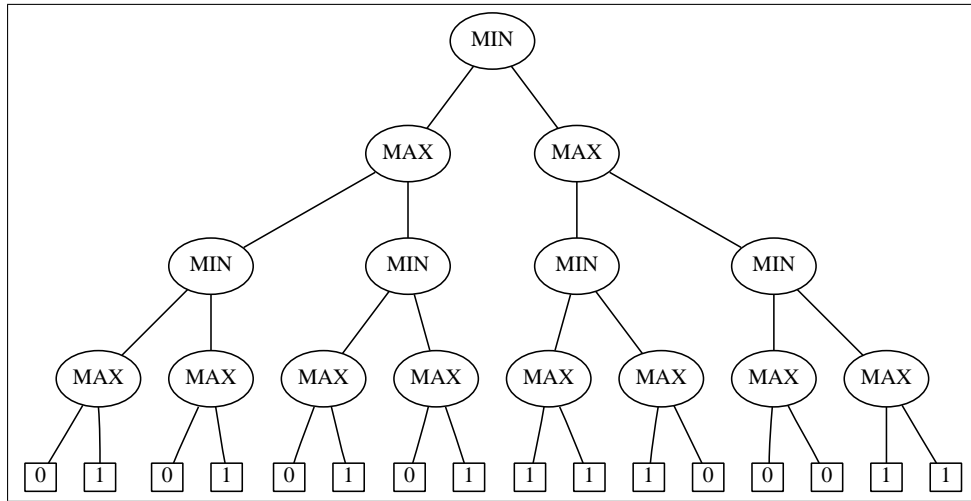 MIN
MAX MAX
MIN MIN MIN MIN
MAX MAX MAX MAX MAX MAX MAX MAX
0 1 0 1 0 1 0 1 1 1 1 0 0 0 1 1